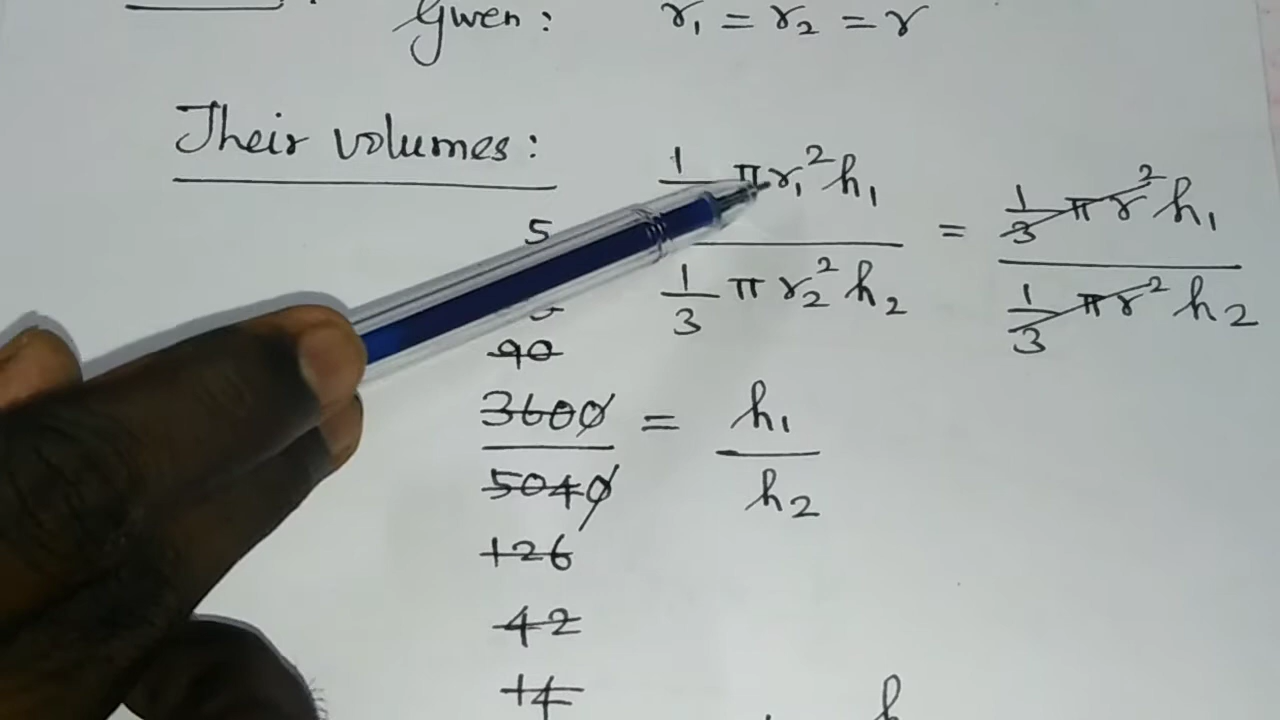 Given : r₁ = r₂ = r
Their volumes :
1 πr₁²h₁ / 1/3 πr₂²h₂ = 1/3 πr²h₁ / 1/3 πr²h₂
5
90
3600 / 5040 = h₁ / h₂
126
42
14
h